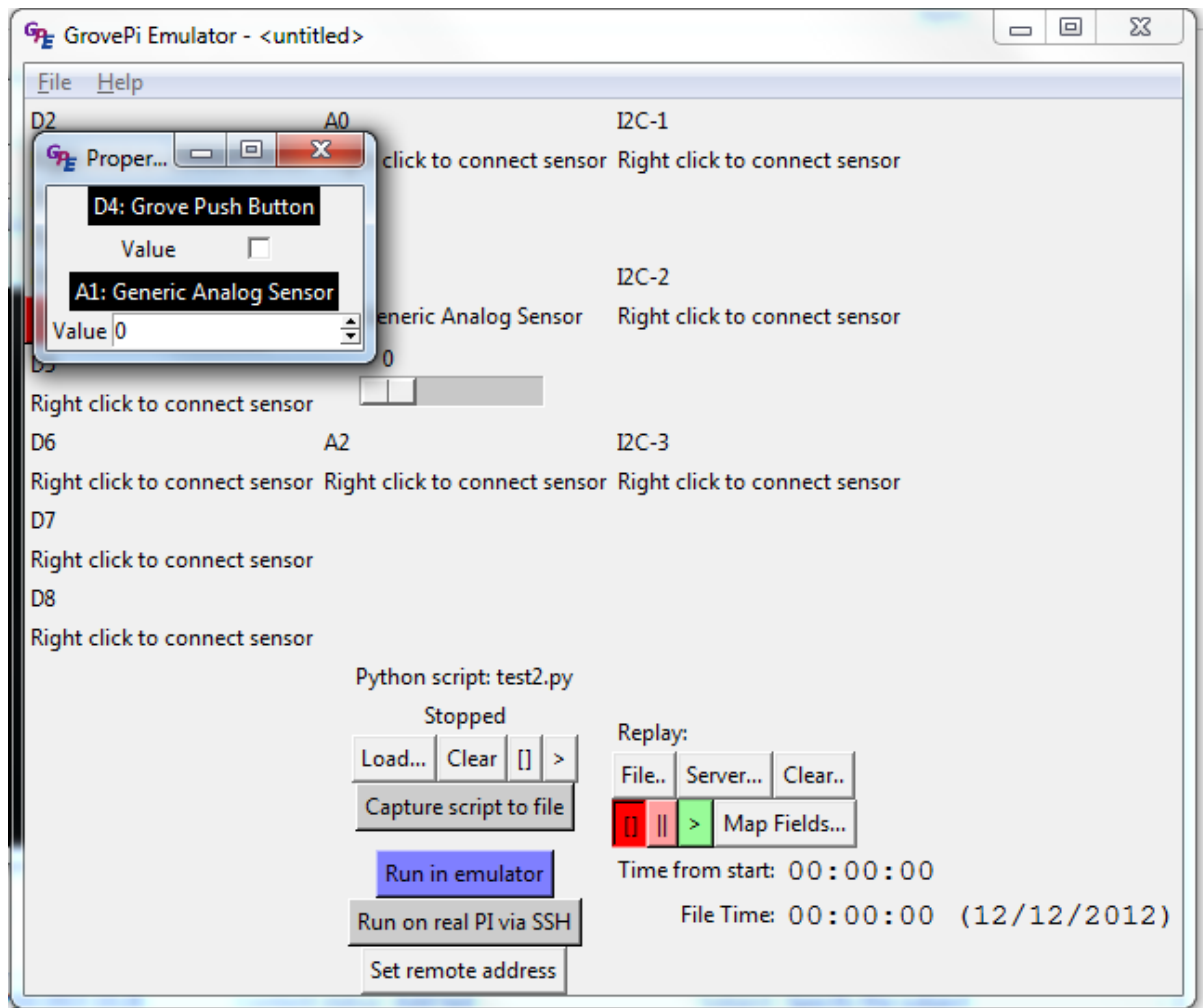 GPE GrovePi Emulator - <untitled>
File Help
D2 A0 I2C-1
click to connect sensor Right click to connect sensor
GPE Proper...
D4: Grove Push Button
Value
A1: Generic Analog Sensor
Value 0
I2C-2
eneric Analog Sensor Right click to connect sensor
0
Right click to connect sensor
D6 A2 I2C-3
Right click to connect sensor Right click to connect sensor Right click to connect sensor
D7
Right click to connect sensor
D8
Right click to connect sensor
Python script: test2.py
Stopped
Load... Clear [] >
Capture script to file
Run in emulator
Run on real PI via SSH
Set remote address
Replay:
File.. Server... Clear..
[] || > Map Fields...
Time from start: 00:00:00
File Time: 00:00:00 (12/12/2012)